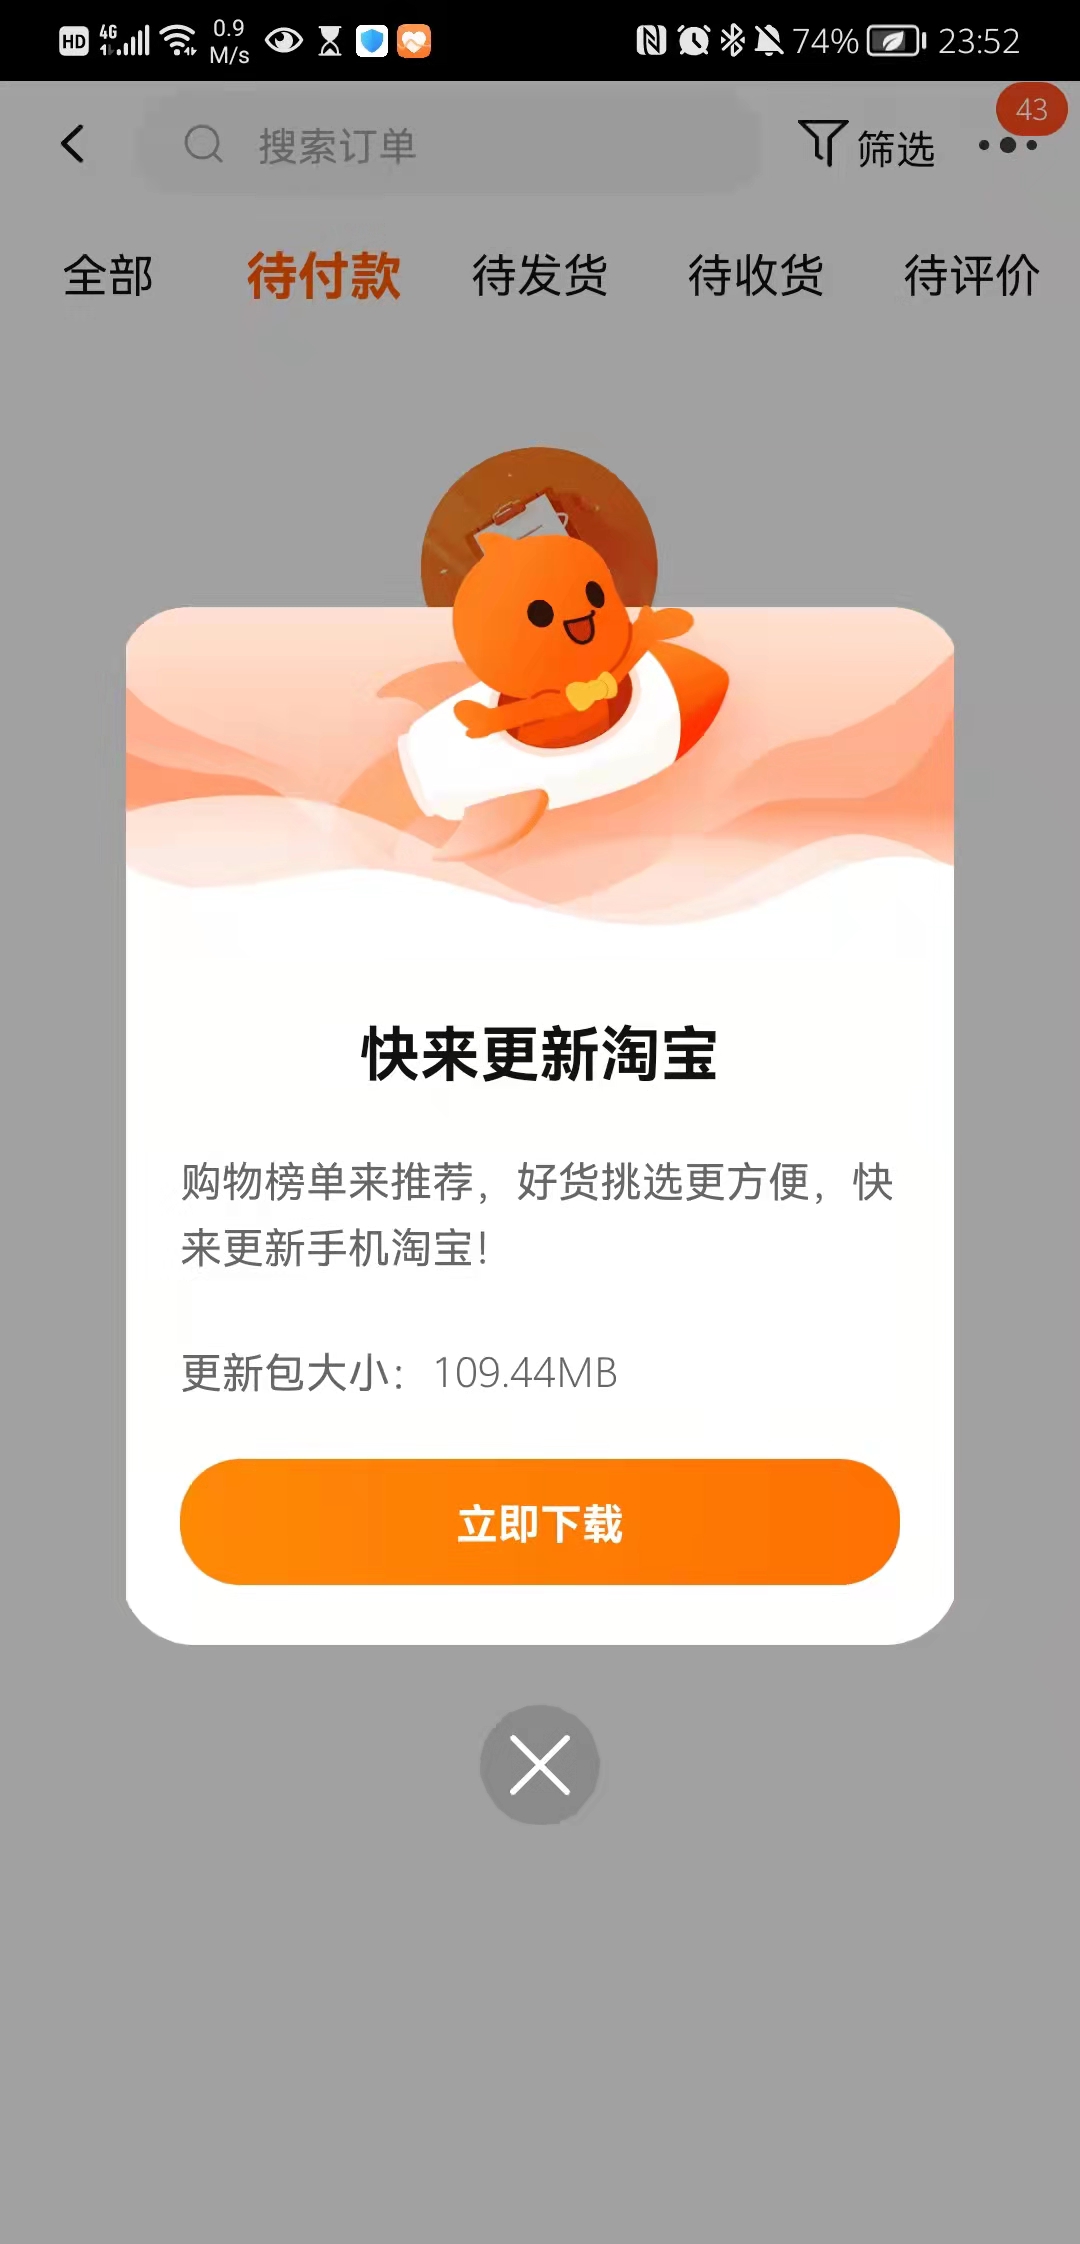 HD 4G 0.9 M/s 74% 23:52
43
搜索订单 筛选
全部 待付款 待发货 待收货 待评价
快来更新淘宝
购物榜单来推荐，好货挑选更方便，快
来更新手机淘宝！
更新包大小：109.44MB
立即下载